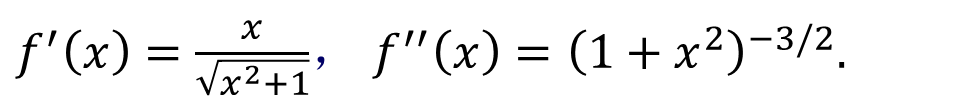 f′(x) = x/√(x²+1), f″(x) = (1 + x²)^{−3/2}.